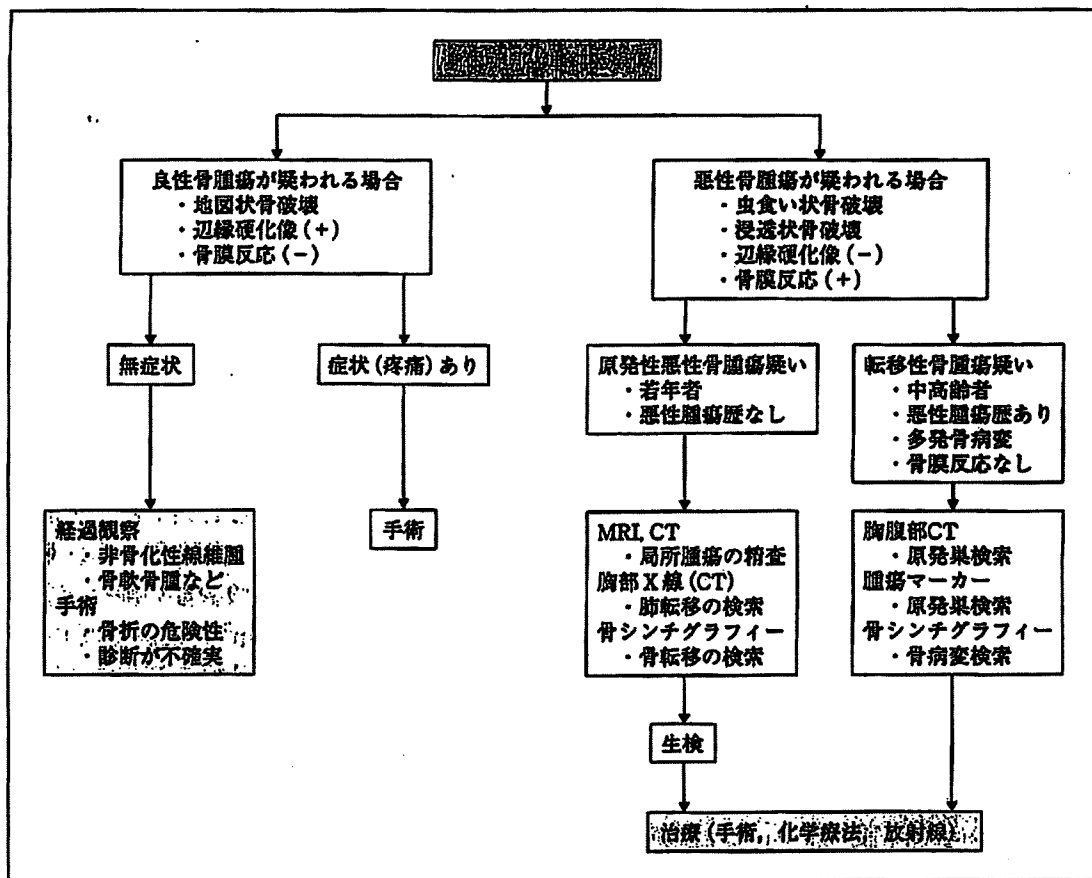 良性骨腫瘍が疑われる場合
・地図状骨破壊
・辺縁硬化像(+)
・骨膜反応(-)
悪性骨腫瘍が疑われる場合
・虫食い状骨破壊
・浸透状骨破壊
・辺縁硬化像(-)
・骨膜反応(+)
無症状
症状(疼痛)あり
原発性悪性骨腫瘍疑い
・若年者
・悪性腫瘍歴なし
転移性骨腫瘍疑い
・中高齢者
・悪性腫瘍歴あり
・多発骨病変
・骨膜反応なし
経過観察
・非骨化性線維腫
・骨軟骨腫など
手術
・骨折の危険性
・診断が不確実
手術
MRI, CT
・局所腫瘍の精査
胸部X線(CT)
・肺転移の検索
骨シンチグラフィー
・骨転移の検索
胸腹部CT
・原発巣検索
腫瘍マーカー
・原発巣検索
骨シンチグラフィー
・骨病変検索
生検
治療(手術, 化学療法, 放射線)